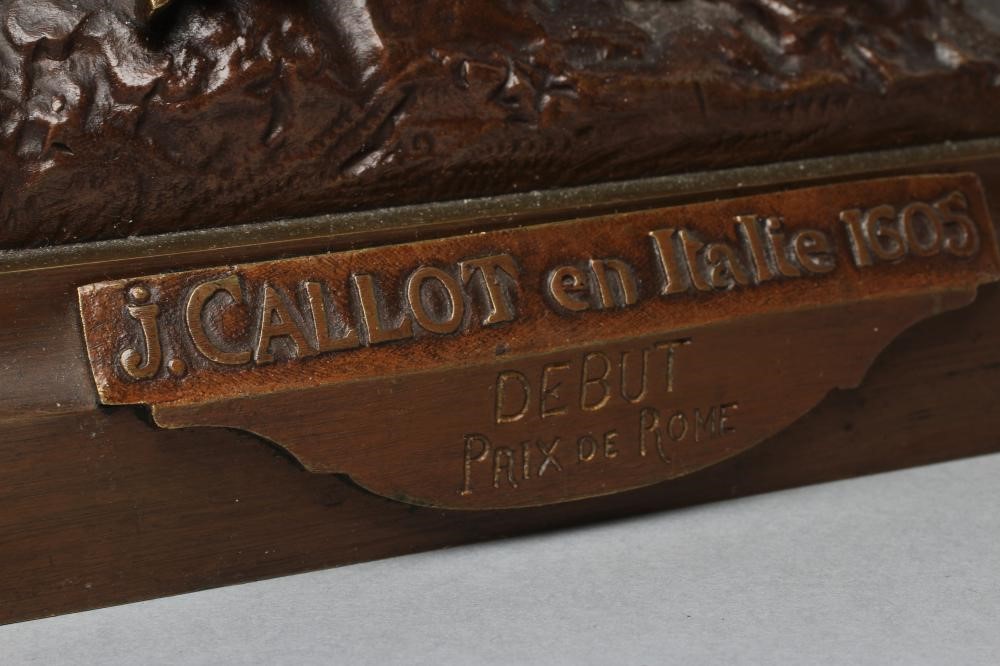 j. CALLOT en Italie 1605
DEBUT
PRIX DE ROME